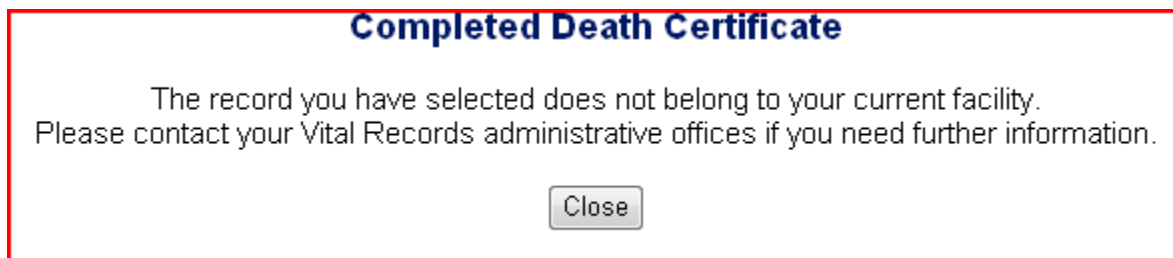 Completed Death Certificate
The record you have selected does not belong to your current facility.
Please contact your Vital Records administrative offices if you need further information.
Close